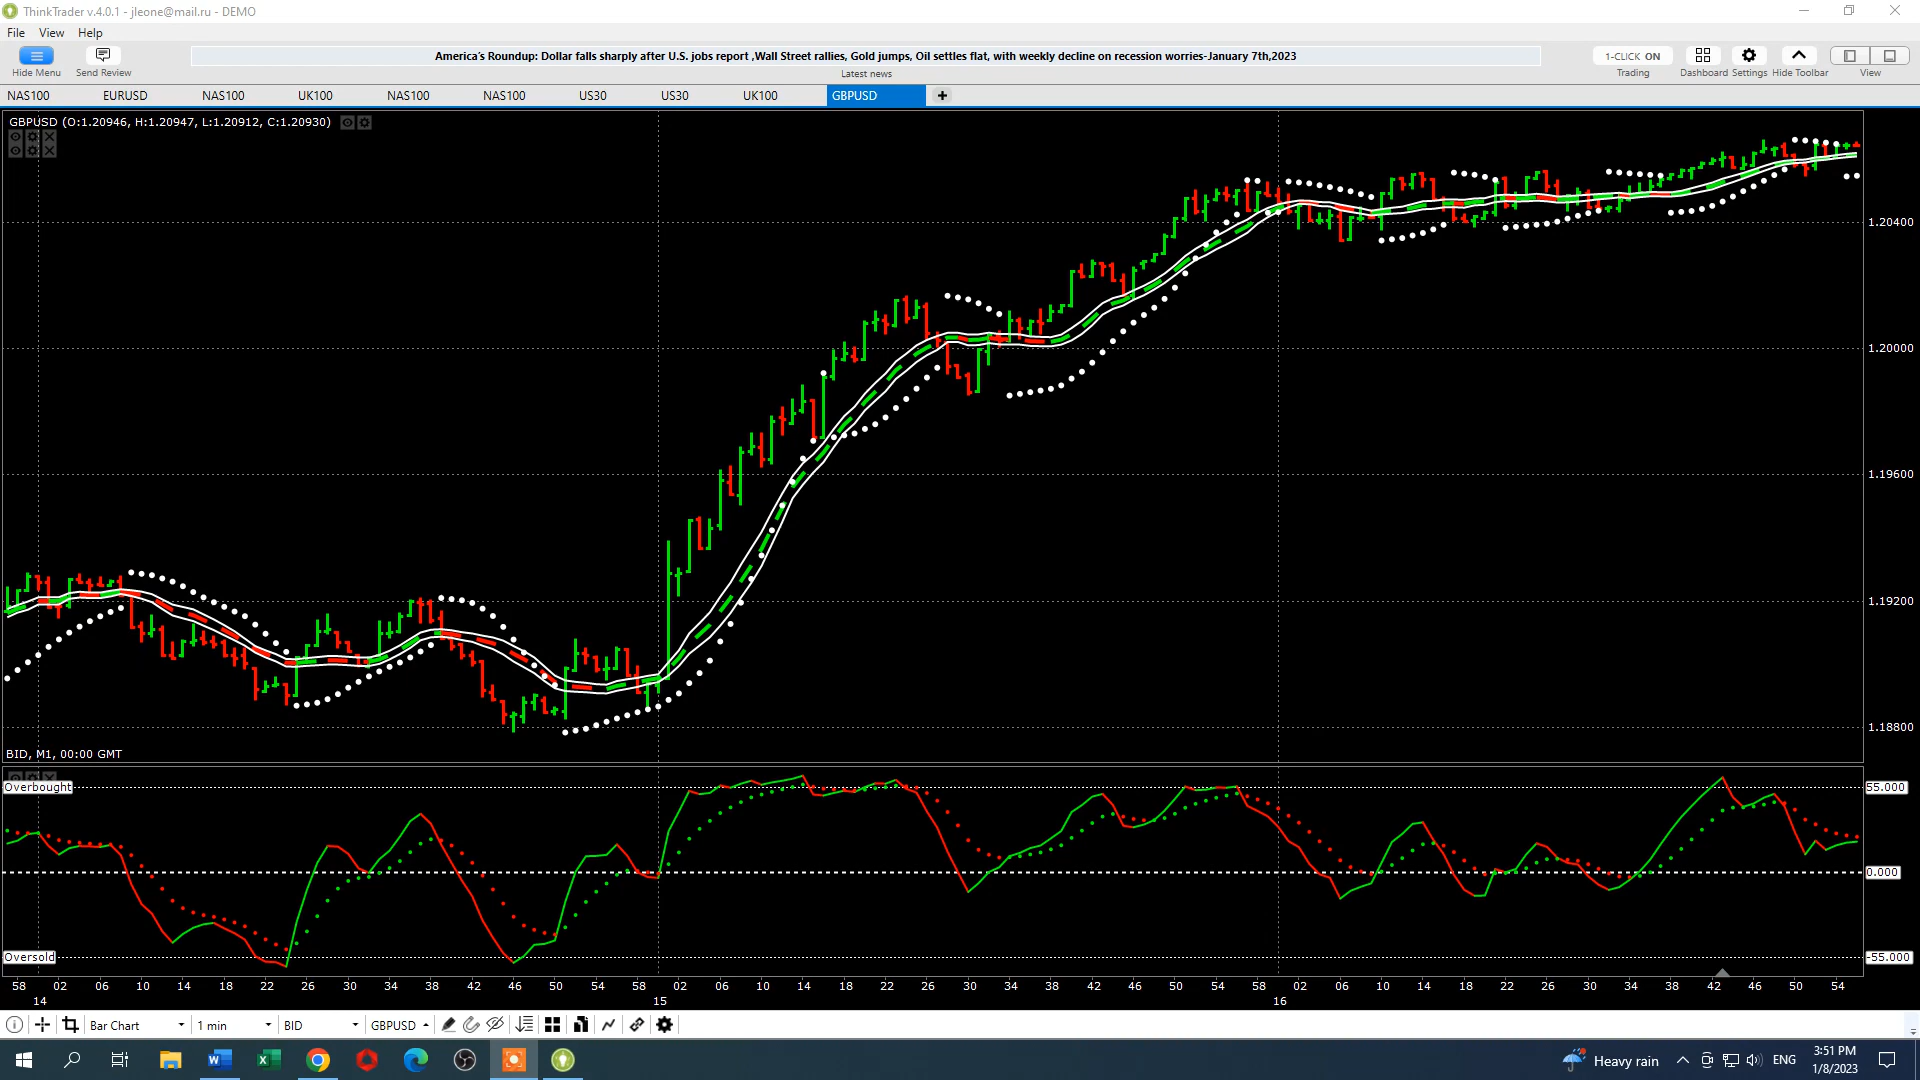 ThinkTrader v.4.0.1 - jleone@mail.ru - DEMO
File View Help
America's Roundup: Dollar falls sharply after U.S. jobs report ,Wall Street rallies, Gold jumps, Oil settles flat, with weekly decline on recession worries-January 7th,2023
1-CLICK ON
Hide Menu Send Review Latest news Trading Dashboard Settings Hide Toolbar View
NAS100 EURUSD NAS100 UK100 NAS100 NAS100 US30 US30 UK100 GBPUSD
GBPUSD (O:1.20946, H:1.20947, L:1.20912, C:1.20930)
1.20400
1.20000
1.19600
1.19200
1.18800
BID, M1, 00:00 GMT
Overbought 55.000
0.000
Oversold -55.000
58 02 06 10 14 18 22 26 30 34 38 42 46 50 54 58 02 06 10 14 18 22 26 30 34 38 42 46 50 54 58 02 06 10 14 18 22 26 30 34 38 42 46 50 54
14 15 16
Bar Chart 1 min BID GBPUSD
Heavy rain ENG 3:51 PM
1/8/2023